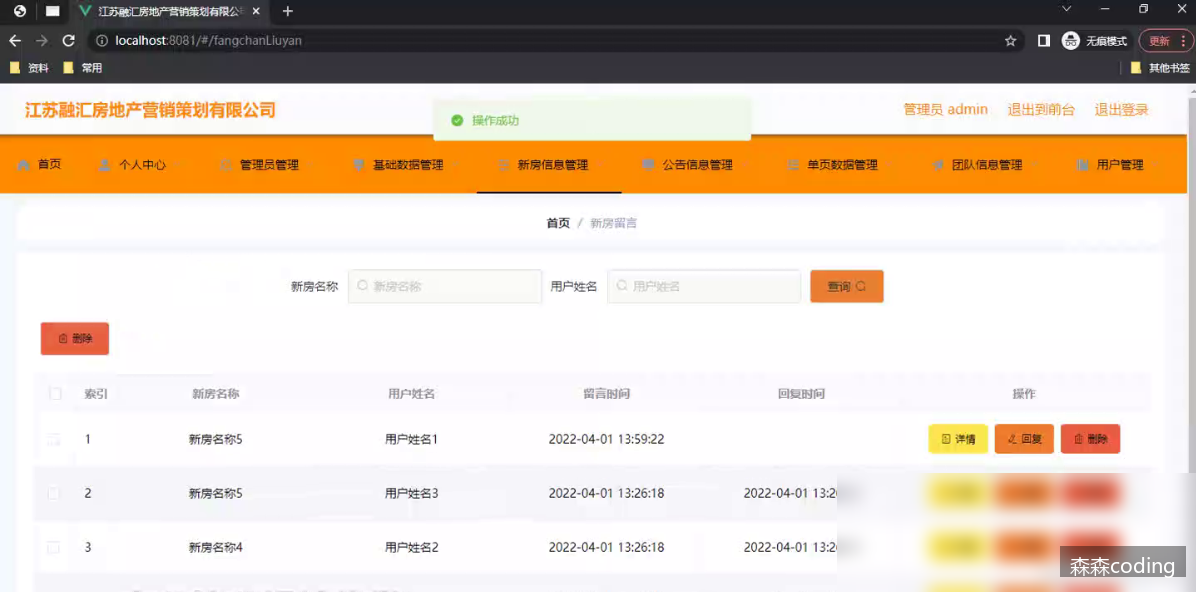 江苏融汇房地产营销策划有限公司
localhost:8081/#/fangchanLiuyan
无痕模式
更新
资料
常用
其他书签
江苏融汇房地产营销策划有限公司
操作成功
管理员 admin
退出到前台
退出登录
首页
个人中心
管理员管理
基础数据管理
新房信息管理
公告信息管理
单页数据管理
团队信息管理
用户管理
首页 / 新房留言
新房名称 新房名称 用户姓名 用户姓名 查询
删除
索引 新房名称 用户姓名 留言时间 回复时间 操作
1 新房名称5 用户姓名1 2022-04-01 13:59:22 详情 回复 删除
2 新房名称5 用户姓名3 2022-04-01 13:26:18 2022-04-01 13:26
3 新房名称4 用户姓名2 2022-04-01 13:26:18 2022-04-01 13:26
森森coding